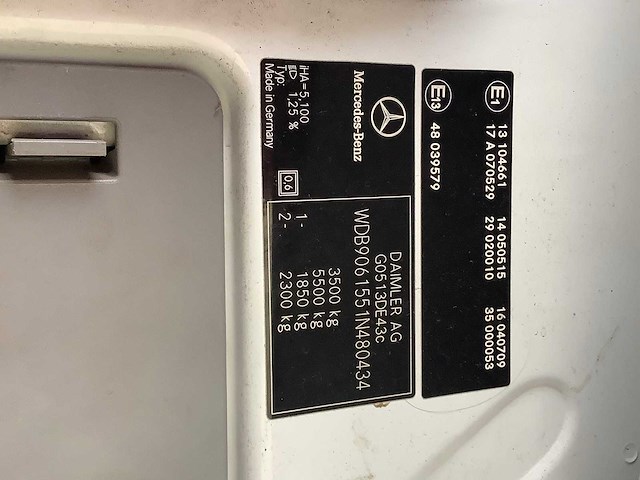 E1
13 104661 14 050515 16 040709
17 A 070529 29 020010 35 000053
E13
48 039579
Mercedes-Benz
iHA=5,100
1,25 %
Typ:
Made in Germany
0,6
DAIMLER AG
G0513DE43c
WDB9061551N480434
3500 kg
5500 kg
1- 1850 kg
2- 2300 kg